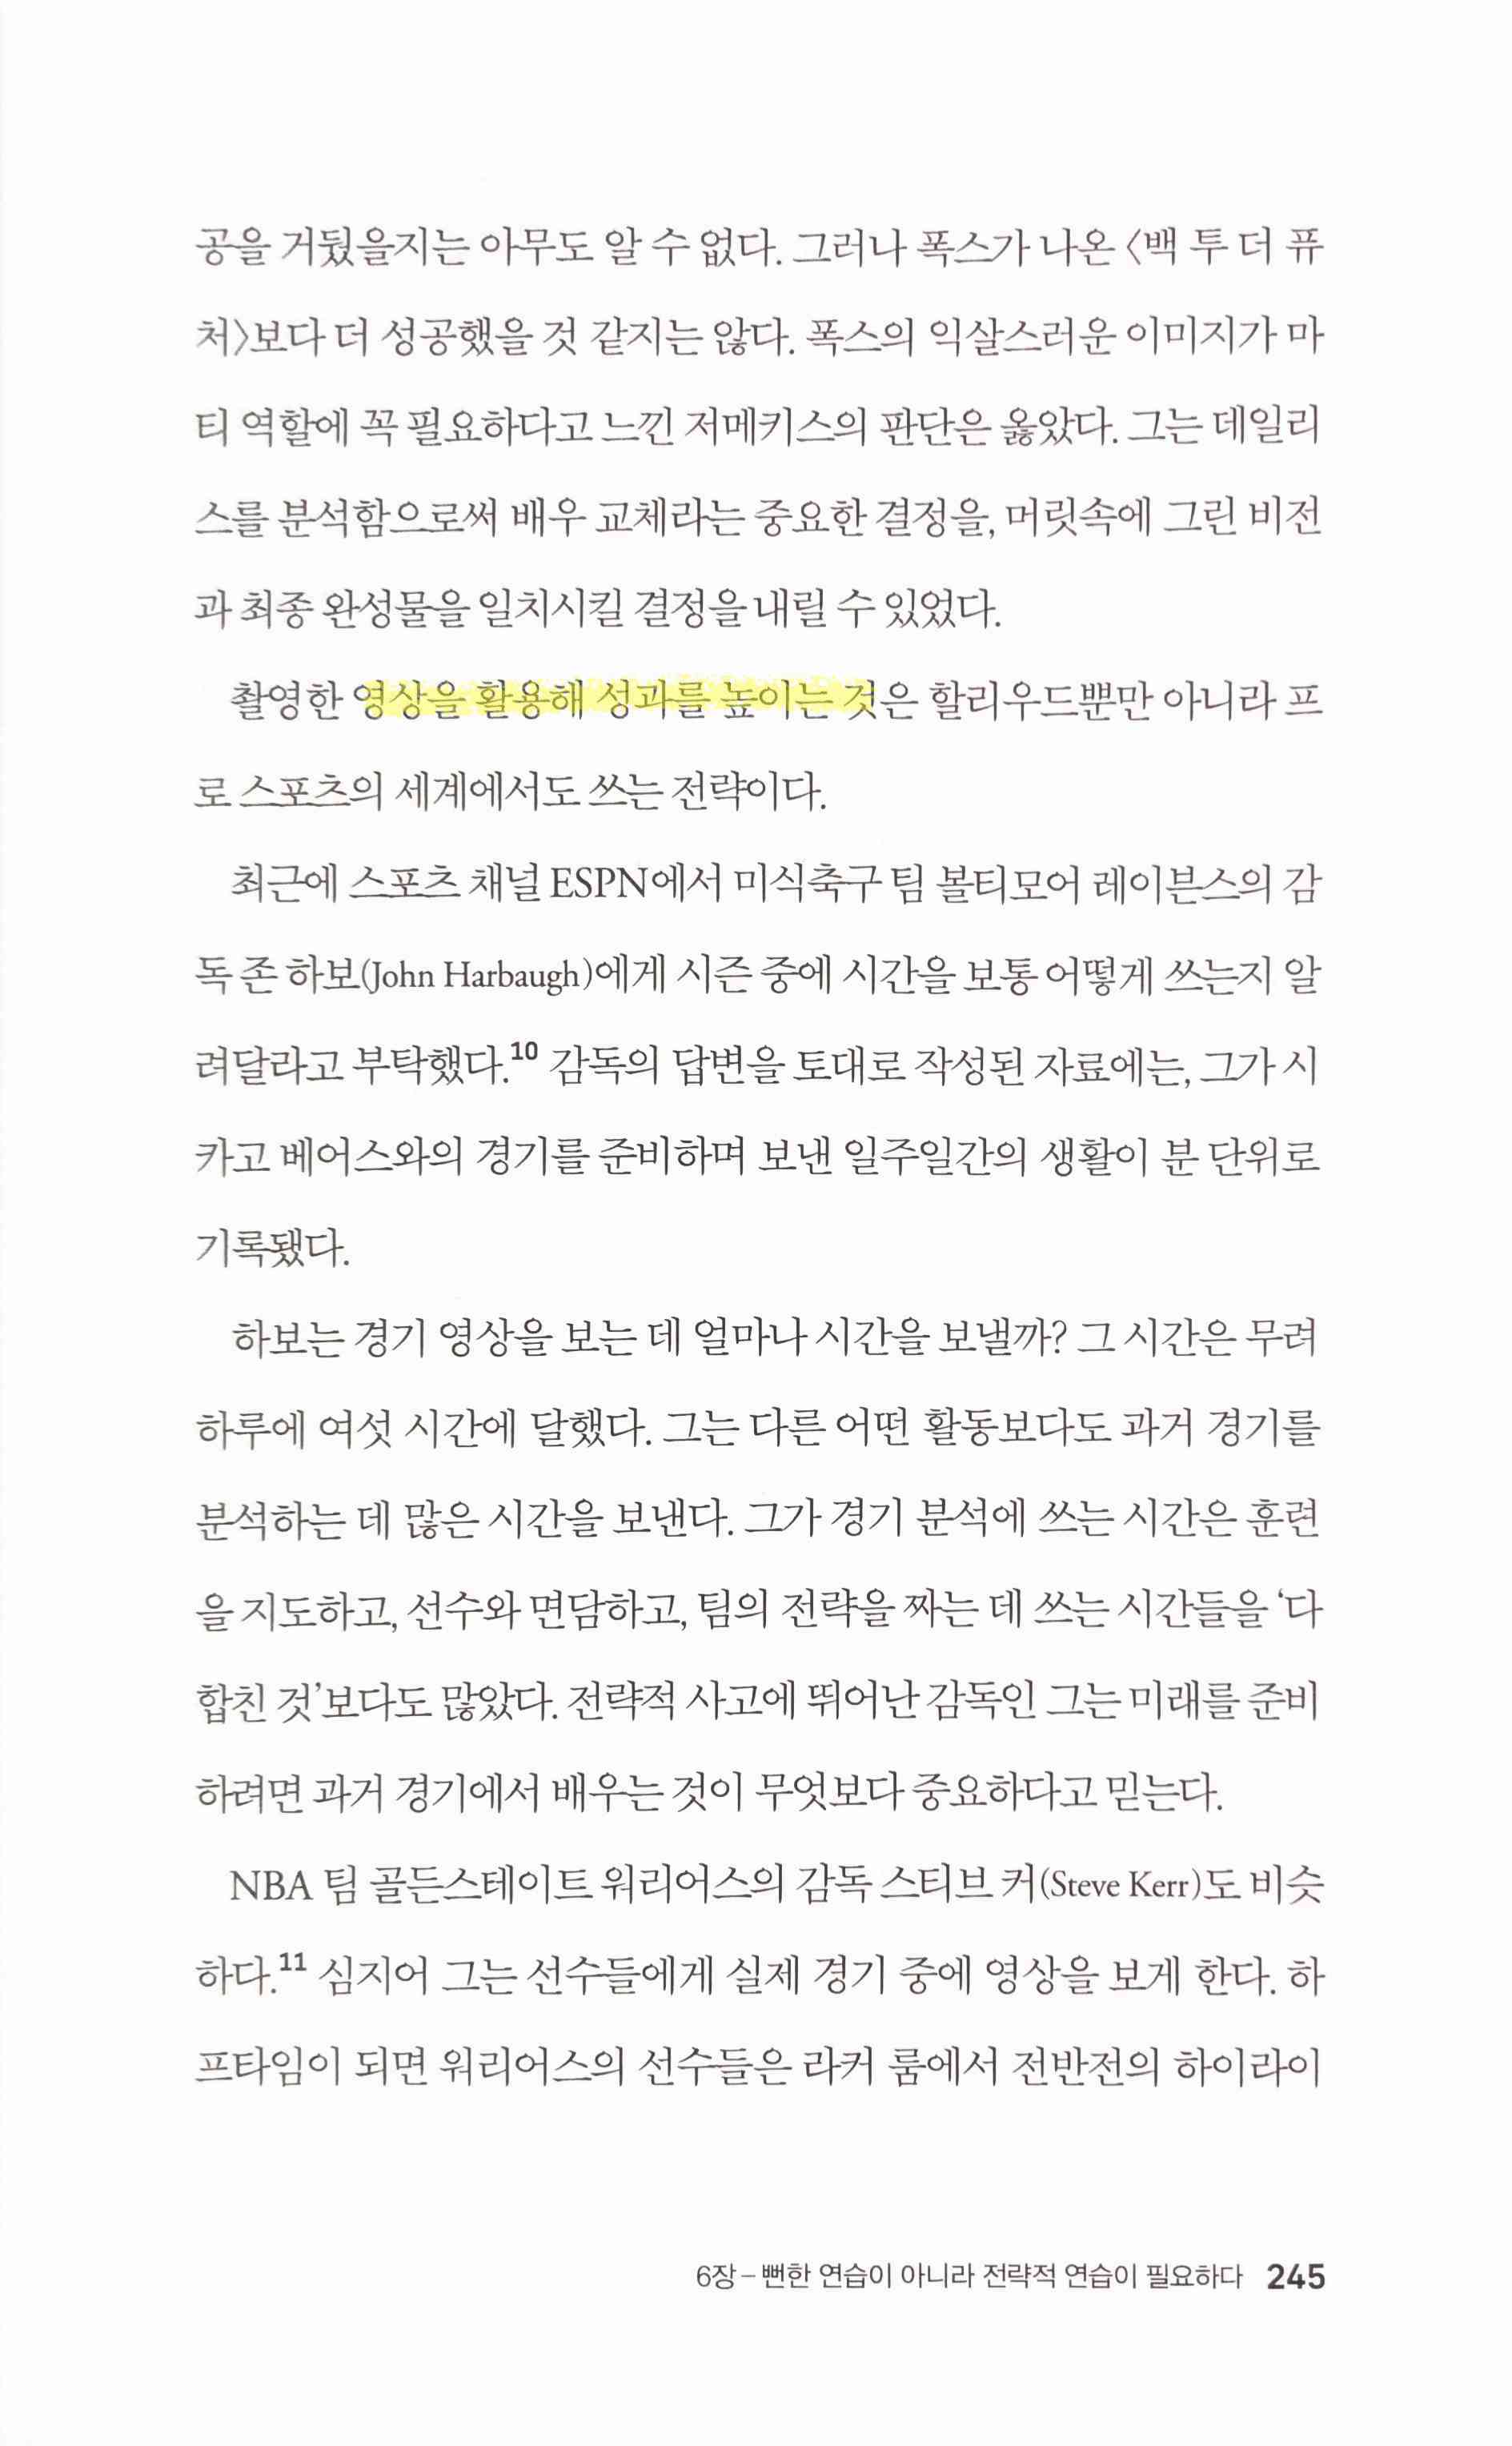 공을 거뒀을지는 아무도 알 수 없다. 그러나 폭스가 나온 〈백 투 더 퓨
처〉보다 더 성공했을 것 같지는 않다. 폭스의 익살스러운 이미지가 마
티 역할에 꼭 필요하다고 느낀 저메키스의 판단은 옳았다. 그는 데일리
스를 분석함으로써 배우 교체라는 중요한 결정을, 머릿속에 그린 비전
과 최종 완성물을 일치시킬 결정을 내릴 수 있었다.
촬영한 영상을 활용해 성과를 높이는 것은 할리우드뿐만 아니라 프
로 스포츠의 세계에서도 쓰는 전략이다.
최근에 스포츠 채널 ESPN에서 미식축구 팀 볼티모어 레이븐스의 감
독 존 하보(John Harbaugh)에게 시즌 중에 시간을 보통 어떻게 쓰는지 알
려달라고 부탁했다.10 감독의 답변을 토대로 작성된 자료에는, 그가 시
카고 베어스와의 경기를 준비하며 보낸 일주일간의 생활이 분 단위로
기록됐다.
하보는 경기 영상을 보는 데 얼마나 시간을 보낼까? 그 시간은 무려
하루에 여섯 시간에 달했다. 그는 다른 어떤 활동보다도 과거 경기를
분석하는 데 많은 시간을 보낸다. 그가 경기 분석에 쓰는 시간은 훈련
을 지도하고, 선수와 면담하고, 팀의 전략을 짜는 데 쓰는 시간들을 ‘다
합친 것’보다도 많았다. 전략적 사고에 뛰어난 감독인 그는 미래를 준비
하려면 과거 경기에서 배우는 것이 무엇보다 중요하다고 믿는다.
NBA 팀 골든스테이트 워리어스의 감독 스티브 커(Steve Kerr)도 비슷
하다.11 심지어 그는 선수들에게 실제 경기 중에 영상을 보게 한다. 하
프타임이 되면 워리어스의 선수들은 라커 룸에서 전반전의 하이라이
6장 – 뻔한 연습이 아니라 전략적 연습이 필요하다 245